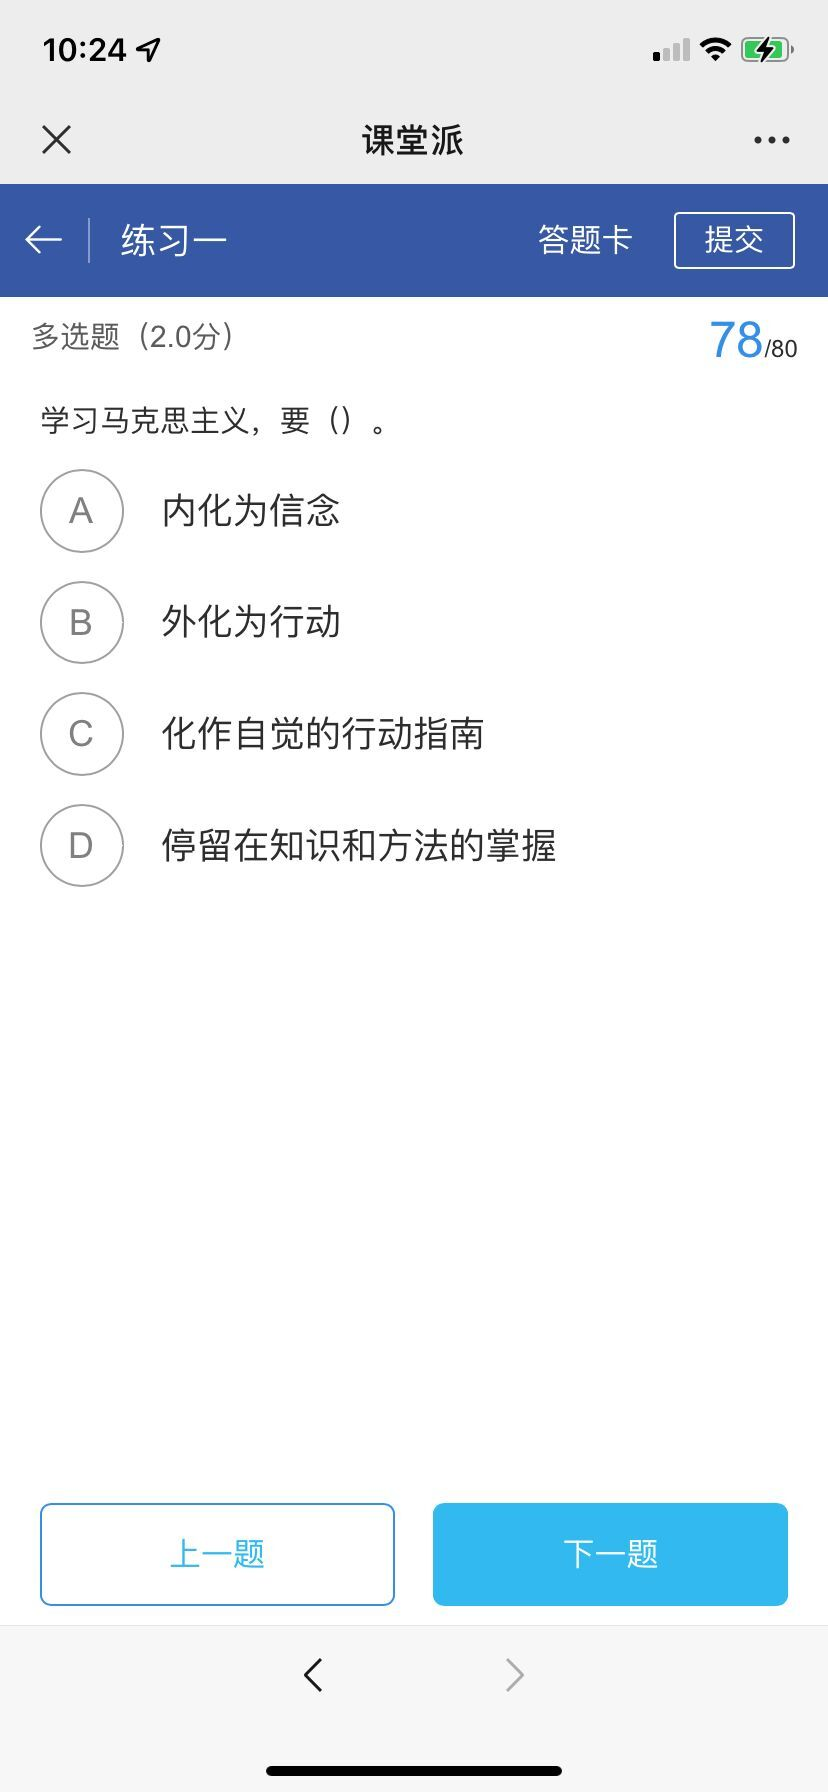 10:24
课堂派
练习一
答题卡
提交
多选题（2.0分）
78/80
学习马克思主义，要（）。
A 内化为信念
B 外化为行动
C 化作自觉的行动指南
D 停留在知识和方法的掌握
上一题
下一题